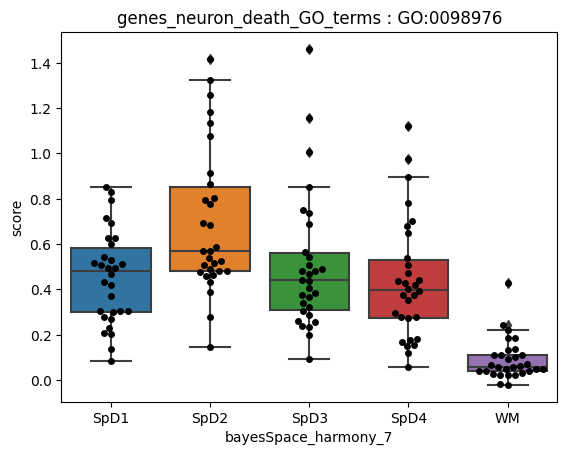 genes_neuron_death_GO_terms : GO:0098976
1.4
1.2
1.0
0.8
0.6
0.4
0.2
0.0
score
SpD1 SpD2 SpD3 SpD4 WM
bayesSpace_harmony_7